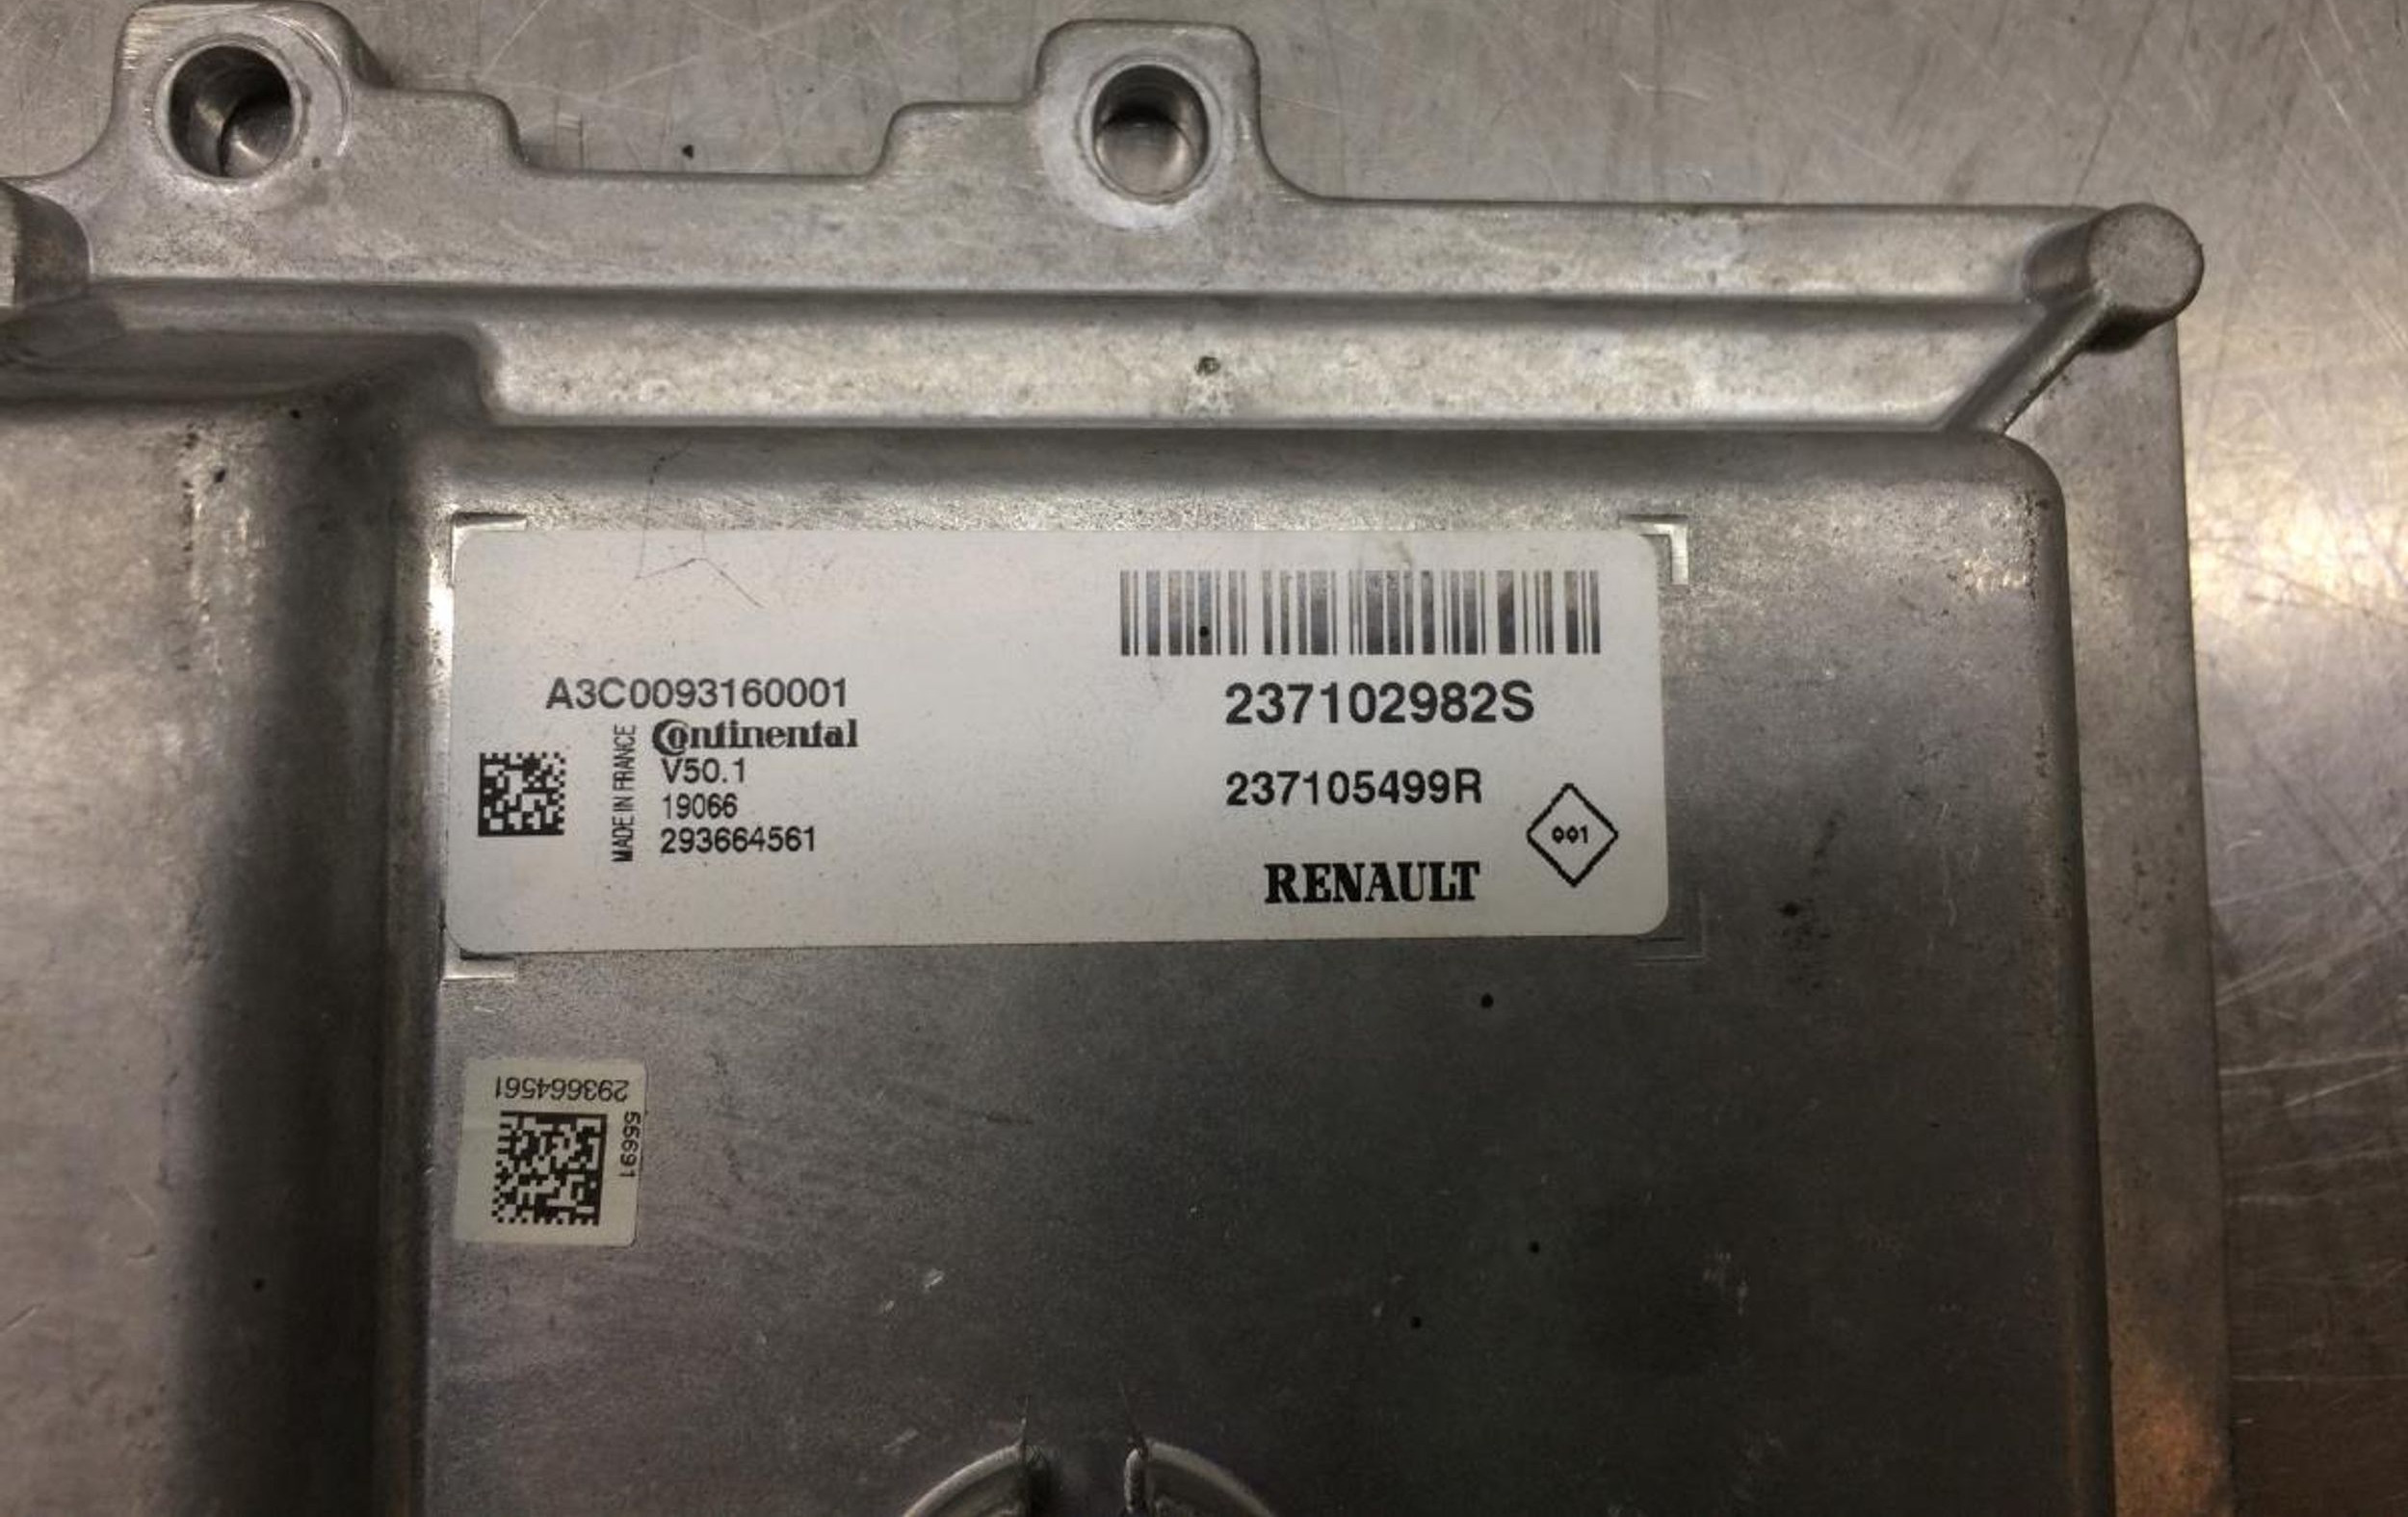 A3C0093160001
Continental
MADE IN FRANCE
V50.1
19066
293664561
237102982S
237105499R
001
RENAULT
293664561
55691